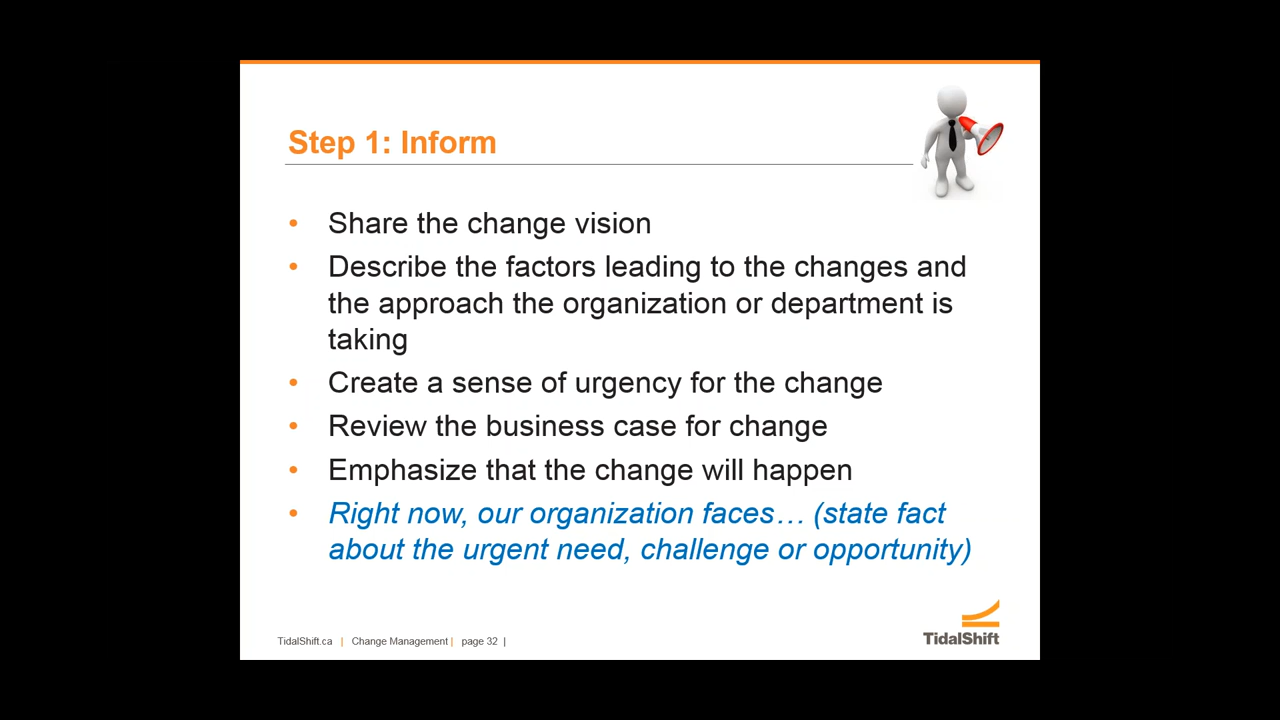 Step 1: Inform
• Share the change vision
• Describe the factors leading to the changes and
the approach the organization or department is
taking
• Create a sense of urgency for the change
• Review the business case for change
• Emphasize that the change will happen
• Right now, our organization faces… (state fact
about the urgent need, challenge or opportunity)
TidalShift.ca | Change Management | page 32 |
TidalShift